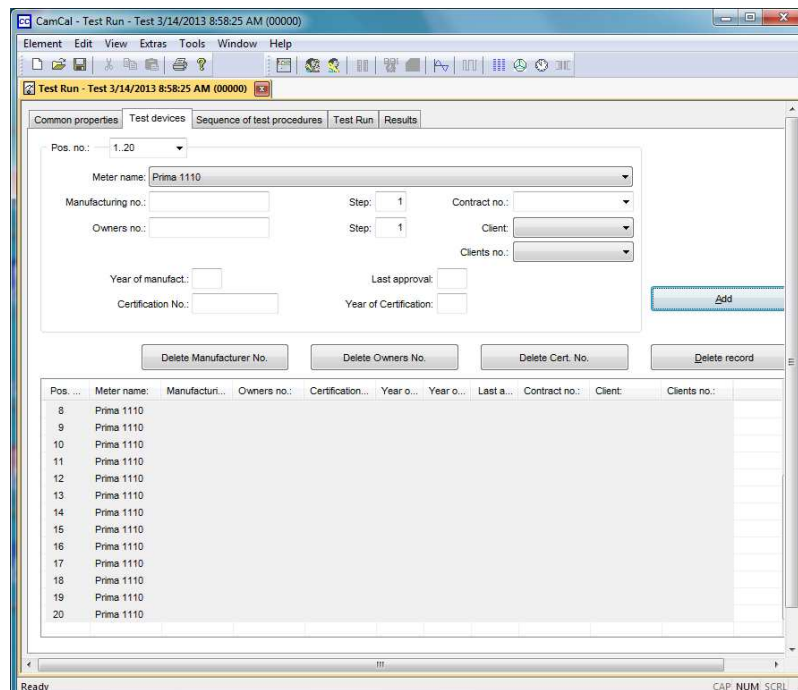 CamCal - Test Run - Test 3/14/2013 8:58:25 AM (00000)
Element Edit View Extras Tools Window Help
Test Run - Test 3/14/2013 8:58:25 AM (00000)
Common properties Test devices Sequence of test procedures Test Run Results
Pos. no.: 1..20
Meter name: Prima 1110
Manufacturing no.: Step: 1 Contract no.:
Owners no.: Step: 1 Client:
Clients no.:
Year of manufact.: Last approval:
Certification No.: Year of Certification: Add
Delete Manufacturer No. Delete Owners No. Delete Cert. No. Delete record
Pos. ... Meter name: Manufacturi... Owners no.: Certification... Year o... Year o... Last a... Contract no.: Client: Clients no.:
8 Prima 1110
9 Prima 1110
10 Prima 1110
11 Prima 1110
12 Prima 1110
13 Prima 1110
14 Prima 1110
15 Prima 1110
16 Prima 1110
17 Prima 1110
18 Prima 1110
19 Prima 1110
20 Prima 1110
Ready CAP NUM SCRL